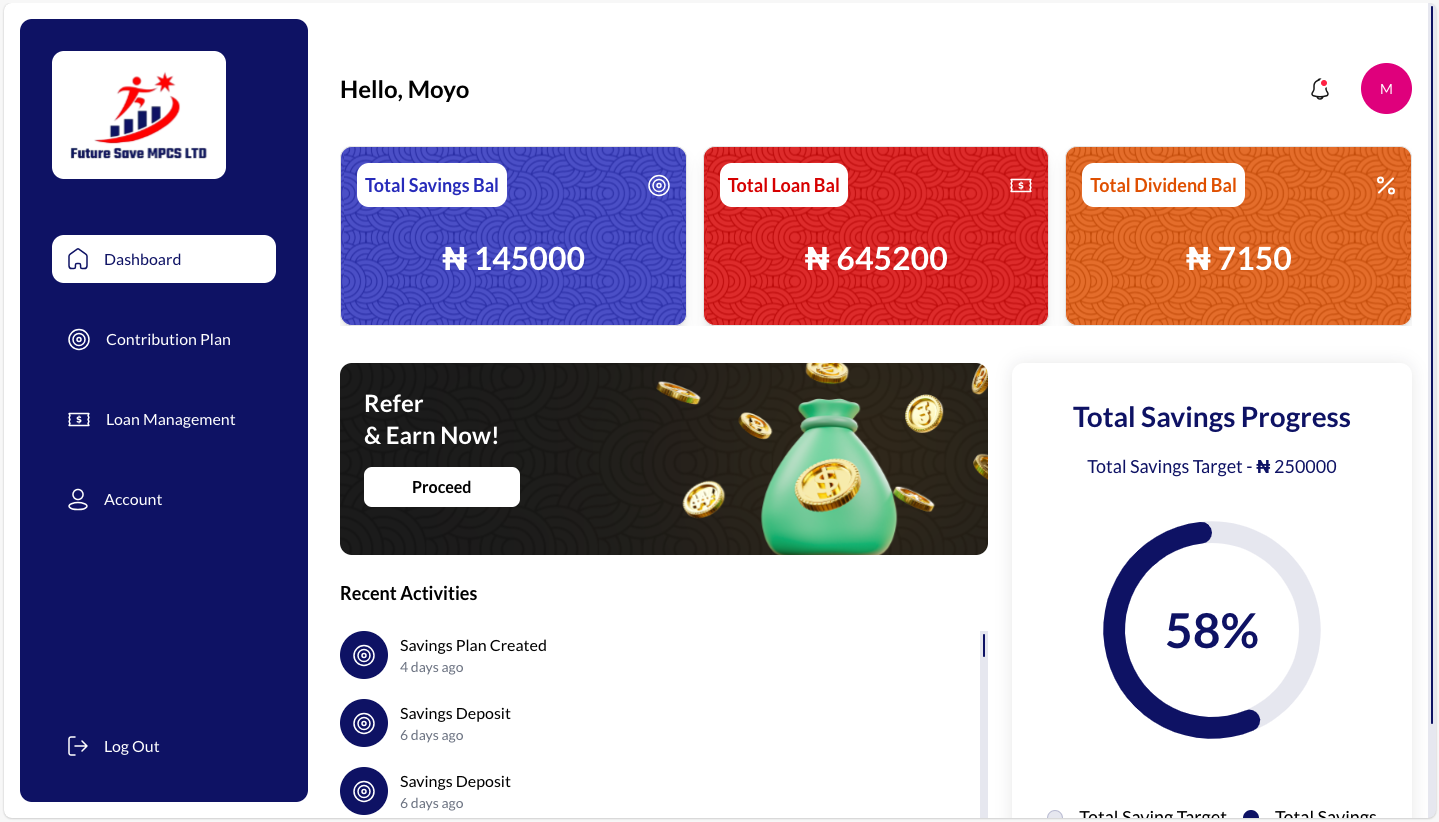 Future Save MPCS LTD
Dashboard
Contribution Plan
Loan Management
Account
Log Out
Hello, Moyo
M
Total Savings Bal
₦ 145000
Total Loan Bal
$
₦ 645200
Total Dividend Bal
%
₦ 7150
Refer
& Earn Now!
Proceed
Recent Activities
Savings Plan Created
4 days ago
Savings Deposit
6 days ago
Savings Deposit
6 days ago
Total Savings Progress
Total Savings Target - ₦ 250000
58%
Total Saving Target
Total Savings